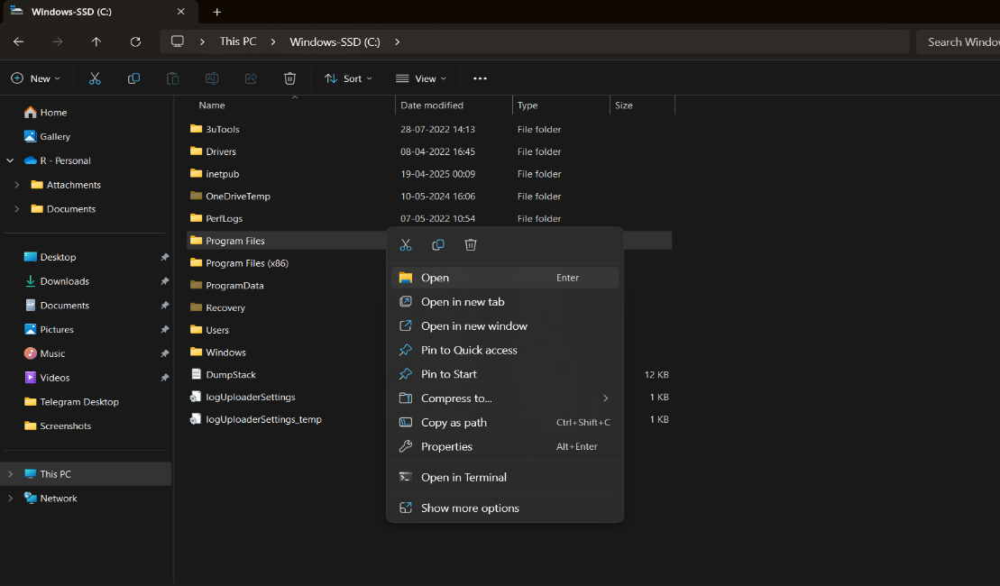 Windows-SSD (C:)
This PC > Windows-SSD (C:) > Search Windo
New Sort View ...
Name Date modified Type Size
Home
Gallery
R - Personal
Attachments
Documents
Desktop
Downloads
Documents
Pictures
Music
Videos
Telegram Desktop
Screenshots
This PC
Network
3uTools 28-07-2022 14:13 File folder
Drivers 08-04-2022 16:45 File folder
inetpub 19-04-2025 00:09 File folder
OneDriveTemp 10-05-2024 16:06 File folder
PerfLogs 07-05-2022 10:54 File folder
Program Files
Program Files (x86)
ProgramData
Recovery
Users
Windows
DumpStack 12 KB
logUploaderSettings 1 KB
logUploaderSettings_temp 1 KB
Open Enter
Open in new tab
Open in new window
Pin to Quick access
Pin to Start
Compress to...
Copy as path Ctrl+Shift+C
Properties Alt+Enter
Open in Terminal
Show more options